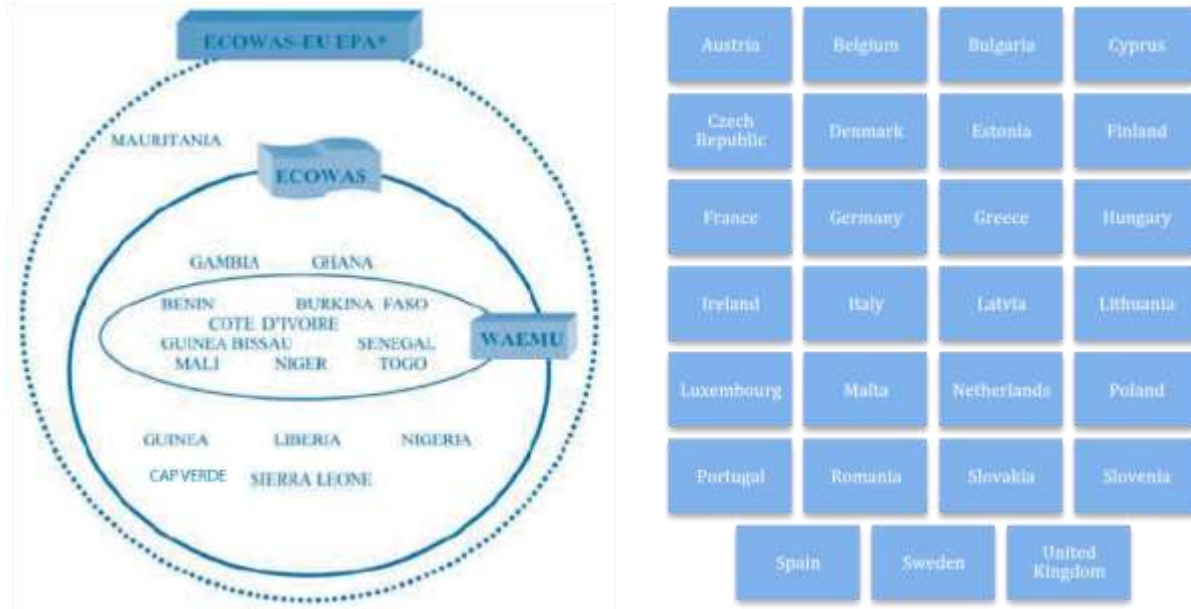 ECOWAS-EU EPA*
MAURITANIA
ECOWAS
GAMBIA GHANA
BENIN BURKINA FASO
COTE D'IVOIRE
GUINEA BISSAU SENEGAL
WAEMU
MALI NIGER TOGO
GUINEA LIBERIA NIGERIA
CAP VERDE SIERRA LEONE
Austria Belgium Bulgaria Cyprus
Czech
Republic Denmark Estonia Finland
France Germany Greece Hungary
Ireland Italy Latvia Lithuania
Luxembourg Malta Netherlands Poland
Portugal Romania Slovakia Slovenia
Spain Sweden United
Kingdom